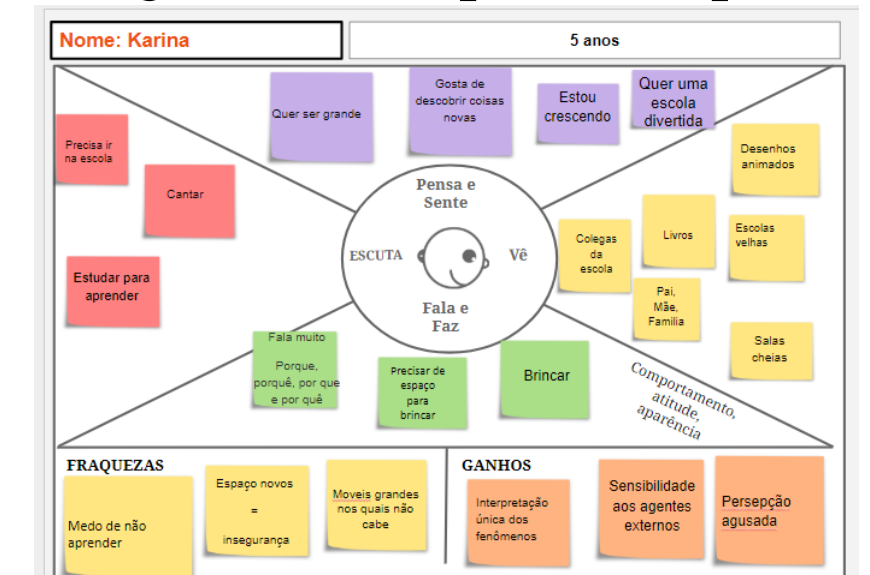 Nome: Karina
5 anos
Quer ser grande
Gosta de
descobrir coisas
novas
Estou
crescendo
Quer uma
escola
divertida
Precisa ir
na escola
Cantar
Estudar para
aprender
Pensa e
Sente
ESCUTA
Vê
Fala e
Faz
Desenhos
animados
Colegas
da
escola
Livros
Escolas
velhas
Pai,
Mãe,
Familia
Salas
cheias
Fala muito
Porque,
porquê, por que
e por quê
Precisar de
espaço
para
brincar
Brincar
Comportamento,
atitude,
aparência
FRAQUEZAS
Medo de não
aprender
Espaço novos
=
insegurança
Moveis grandes
nos quais não
cabe
GANHOS
Interpretação
única dos
fenômenos
Sensibilidade
aos agentes
externos
Persepção
agusada